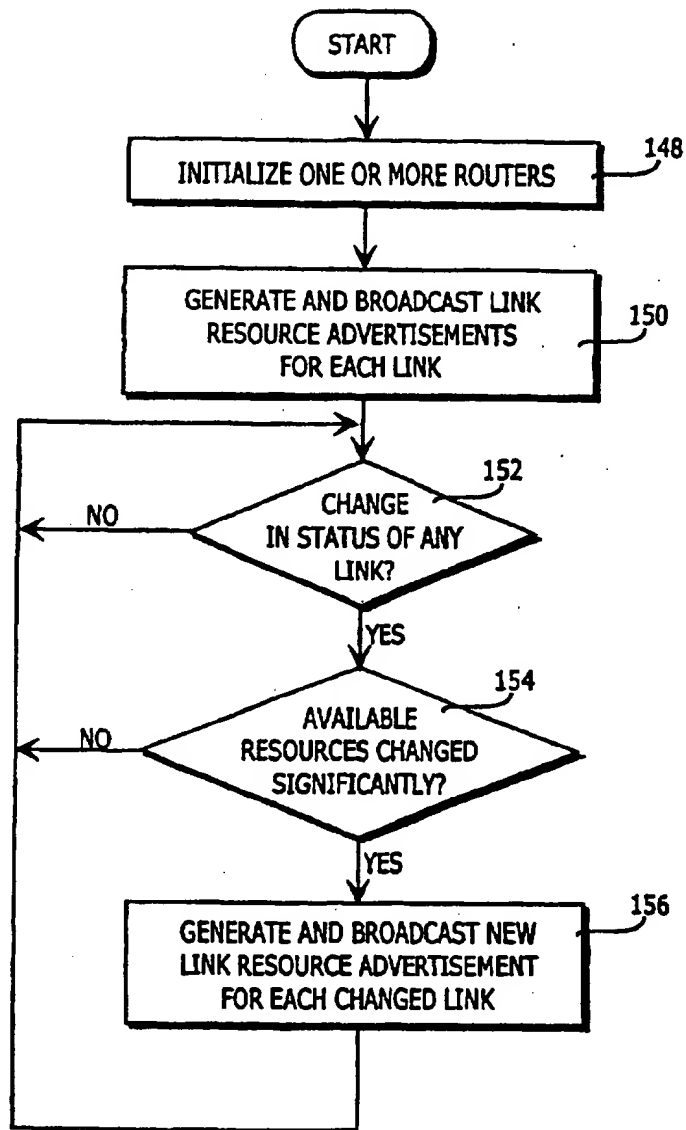 START
INITIALIZE ONE OR MORE ROUTERS
148
GENERATE AND BROADCAST LINK
RESOURCE ADVERTISEMENTS
FOR EACH LINK
150
152
CHANGE
IN STATUS OF ANY
LINK?
NO
YES
154
AVAILABLE
RESOURCES CHANGED
SIGNIFICANTLY?
NO
YES
156
GENERATE AND BROADCAST NEW
LINK RESOURCE ADVERTISEMENT
FOR EACH CHANGED LINK